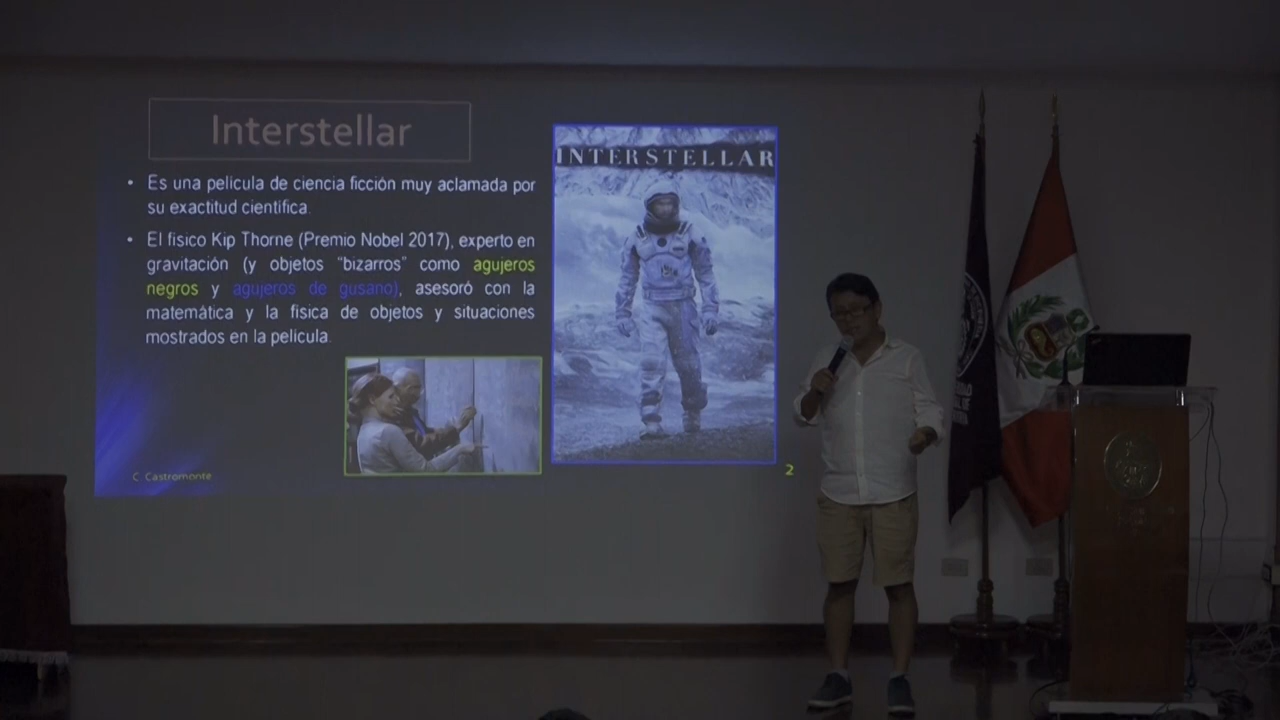 Interstellar
• Es una película de ciencia ficción muy aclamada por
su exactitud científica.
• El físico Kip Thorne (Premio Nobel 2017), experto en
gravitación (y objetos "bizarros" como agujeros
negros y agujeros de gusano), asesoró con la
matemática y la física de objetos y situaciones
mostrados en la película.
C. Castromonte
INTERSTELLAR
2